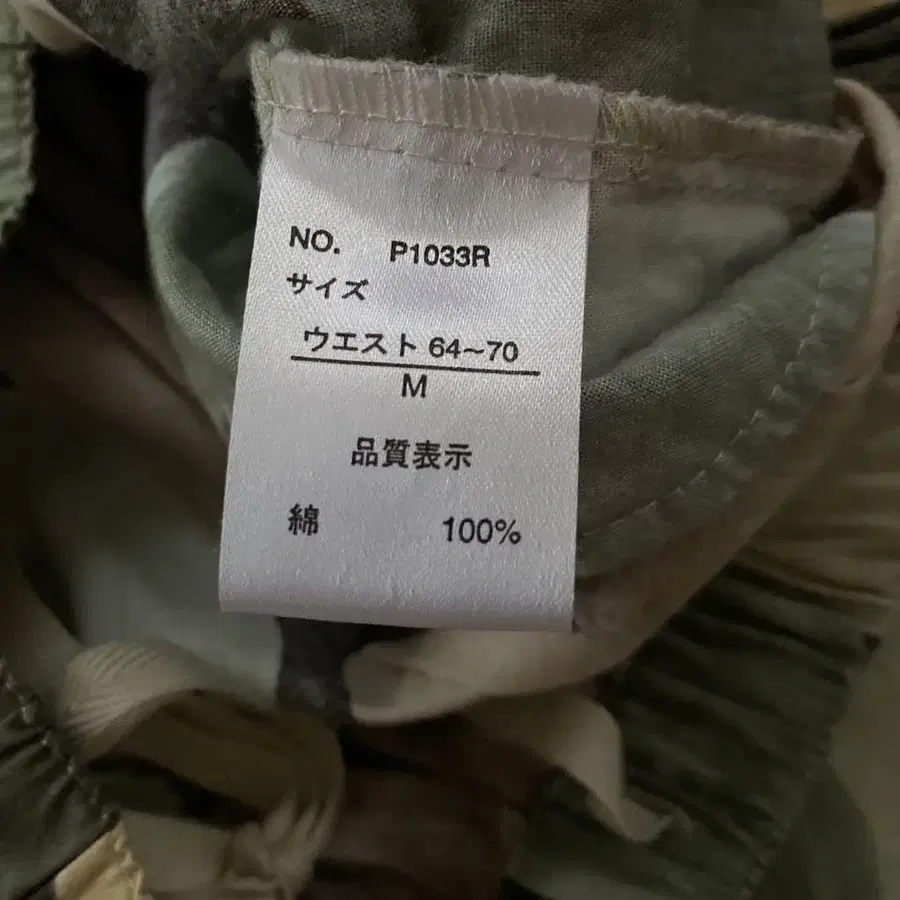 NO. P1033R
サイズ
ウエスト 64~70
M
品質表示
綿 100%